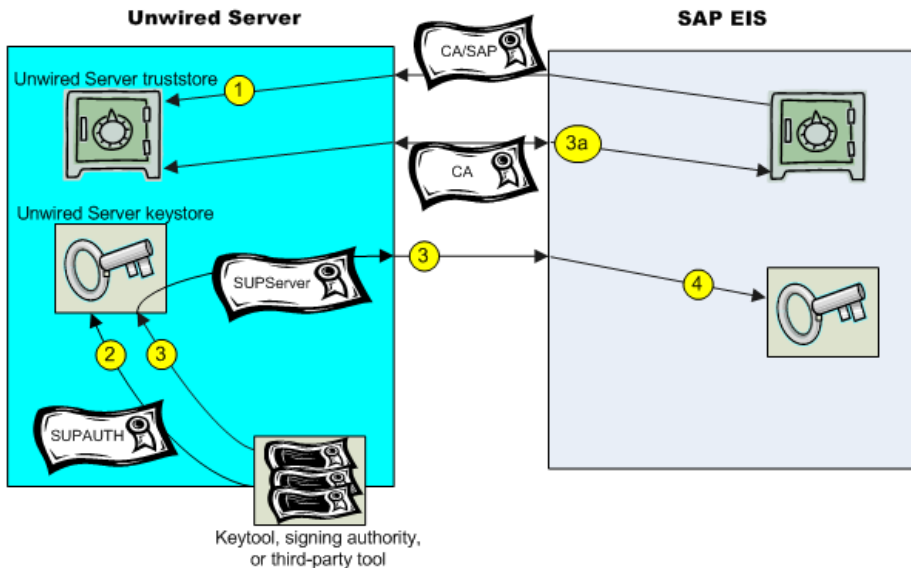 Unwired Server
SAP EIS
CA/SAP
Unwired Server truststore
1
3a
CA
Unwired Server keystore
SUPServer
3
4
2
3
SUPAUTH
Keytool, signing authority,
or third-party tool